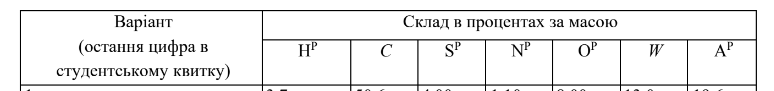 Варіант
(остання цифра в
студентському квитку)
Склад в процентах за масою
Hᴾ C Sᴾ Nᴾ Oᴾ W Aᴾ